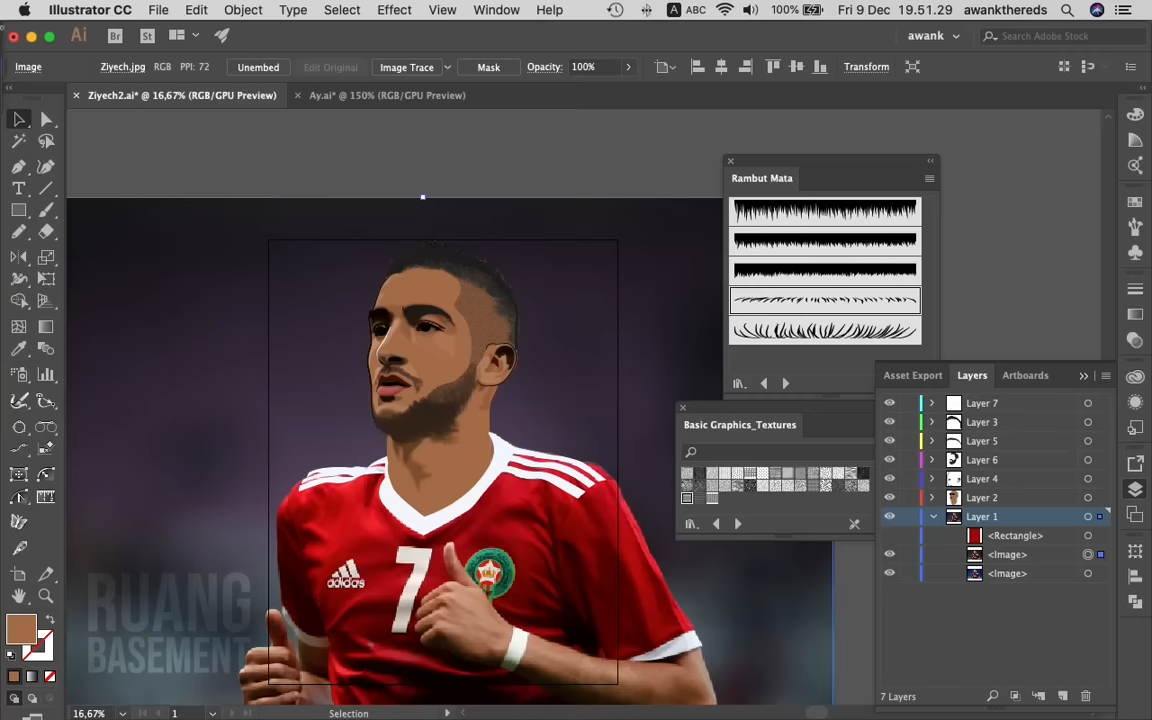 Illustrator CC File Edit Object Type Select Effect View Window Help A ABC 100% Fri 9 Dec 19.51.29 awankthereds
Ai Br St awank Search Adobe Stock
Image Ziyech.jpg RGB PPI: 72 Unembed Edit Original Image Trace Mask Opacity: 100% Transform
Ziyech2.ai* @ 16,67% (RGB/GPU Preview) Ay.ai* @ 150% (RGB/GPU Preview)
Rambut Mata
Basic Graphics_Textures
Asset Export Layers Artboards
Layer 7
Layer 3
Layer 5
Layer 6
Layer 4
Layer 2
Layer 1
<Rectangle>
<Image>
<Image>
7 Layers
adidas
7
RUANG
BASEMENT
16,67% 1 Selection